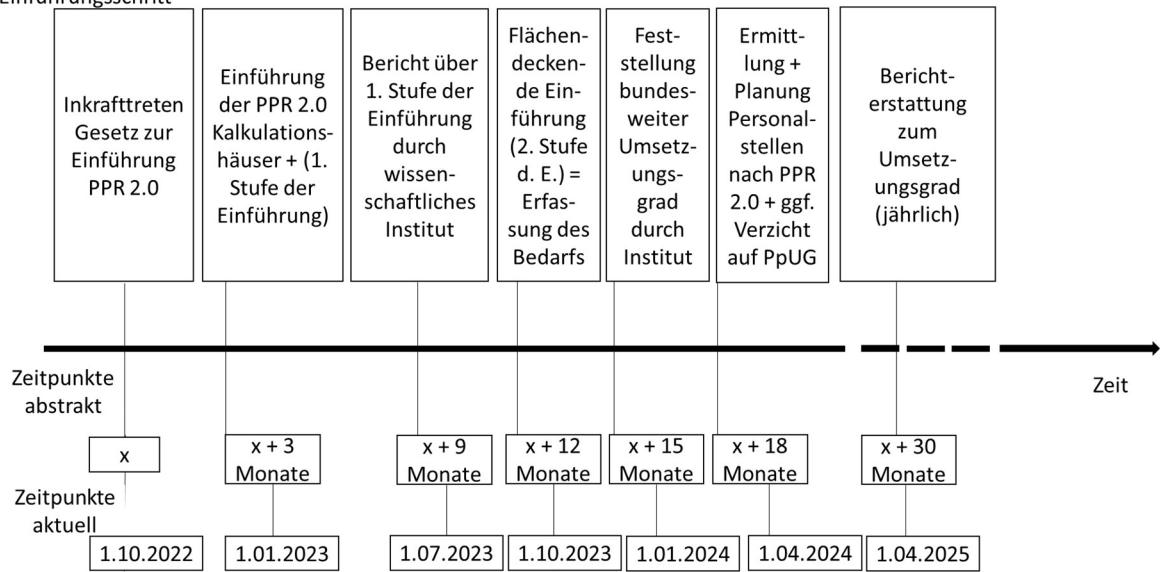 Einführungsschritt
Inkrafttreten
Gesetz zur
Einführung
PPR 2.0
Einführung
der PPR 2.0
Kalkulations-
häuser + (1.
Stufe der
Einführung)
Bericht über
1. Stufe der
Einführung
durch
wissen-
schaftliches
Institut
Flächen-
decken-
de Ein-
führung
(2. Stufe
d. E.) =
Erfas-
sung des
Bedarfs
Fest-
stellung
bundes-
weiter
Umsetz-
ungs-
grad
durch
Institut
Ermitt-
lung +
Planung
Personal-
stellen
nach PPR
2.0 + ggf.
Verzicht
auf PpUG
Bericht-
erstattung
zum
Umsetz-
ungsgrad
(jährlich)
Zeitpunkte
abstrakt
Zeit
x
x + 3
Monate
x + 9
Monate
x + 12
Monate
x + 15
Monate
x + 18
Monate
x + 30
Monate
Zeitpunkte
aktuell
1.10.2022
1.01.2023
1.07.2023
1.10.2023
1.01.2024
1.04.2024
1.04.2025